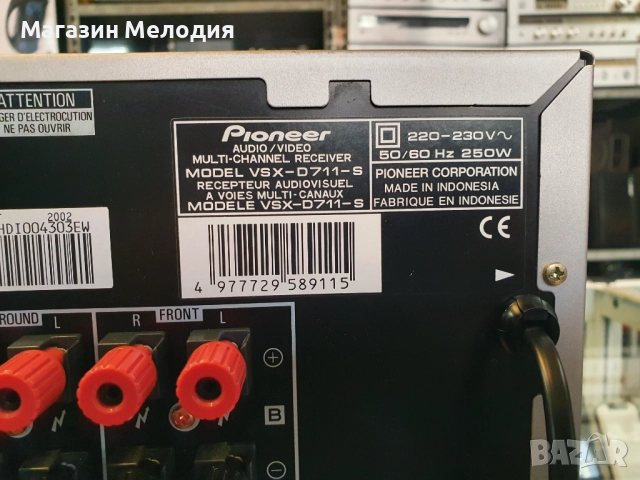 Магазин Мелодия
ATTENTION
NE PAS OUVRIR
Pioneer
AUDIO/VIDEO
MULTI-CHANNEL RECEIVER
MODEL VSX-D711-S
RECEPTEUR AUDIOVISUEL
A VOIES MULTI-CANAUX
MODELE VSX-D711-S
220-230V~
50/60 Hz 250W
PIONEER CORPORATION
MADE IN INDONESIA
FABRIQUE EN INDONESIE
2002
HDI004303EW
CE
4 977729 589115
ROUND L
R FRONT L
+
B
-
BAZAR